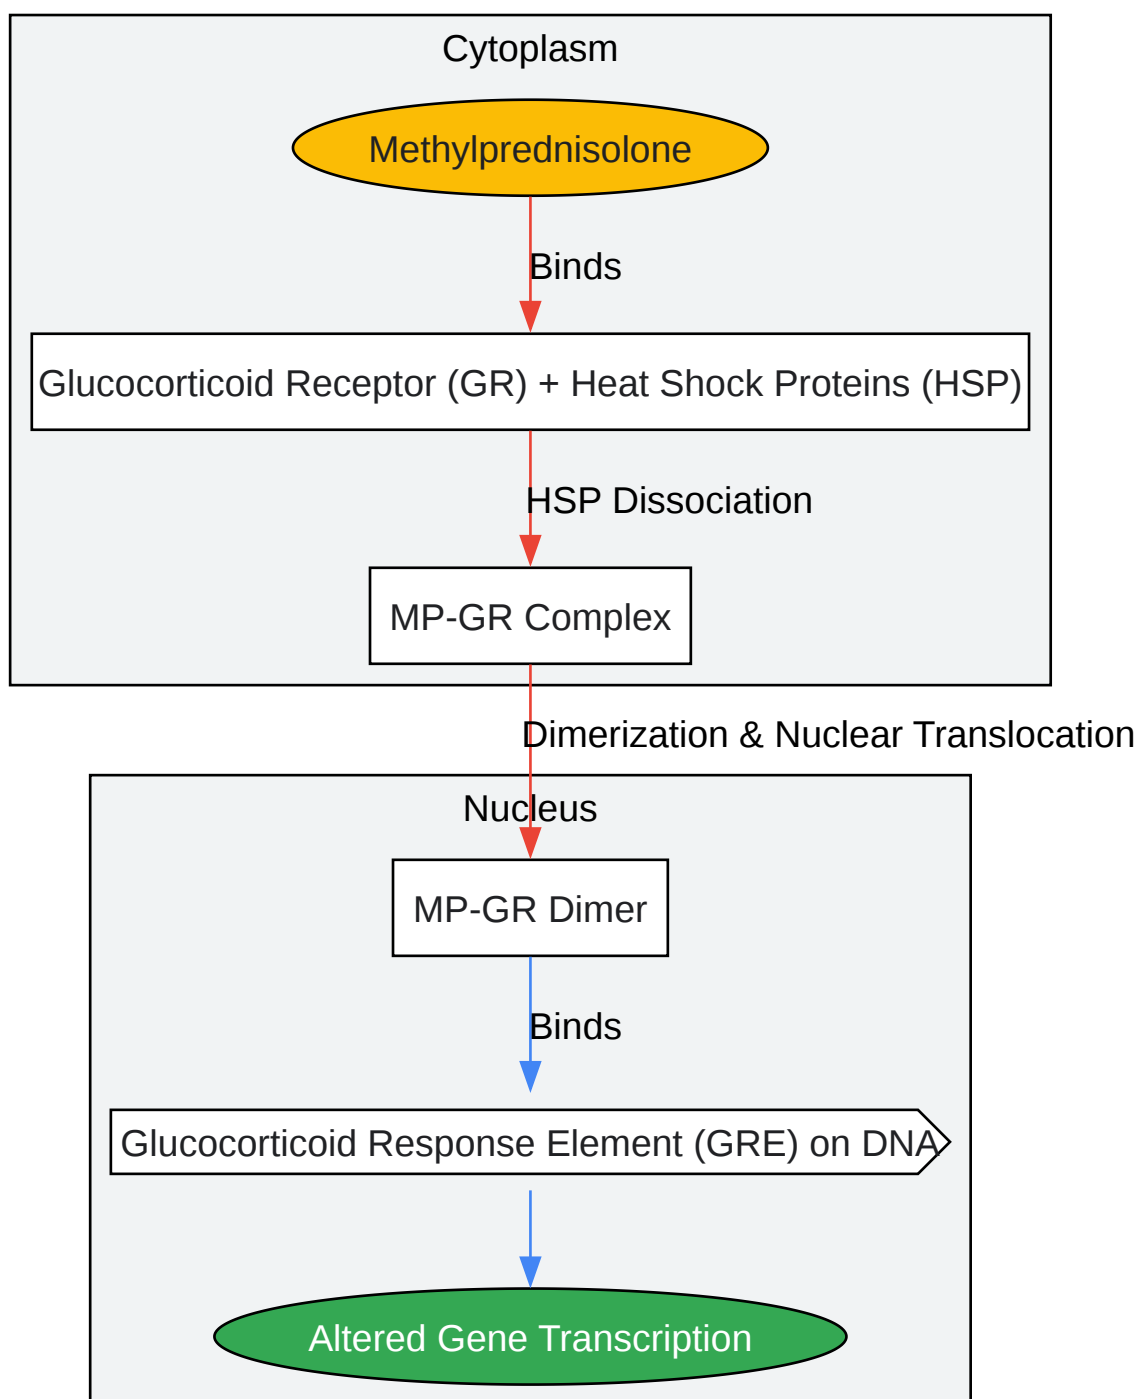 Cytoplasm
Methylprednisolone
Binds
Glucocorticoid Receptor (GR) + Heat Shock Proteins (HSP)
HSP Dissociation
MP-GR Complex
Dimerization & Nuclear Translocation
Nucleus
MP-GR Dimer
Binds
Glucocorticoid Response Element (GRE) on DNA
Altered Gene Transcription